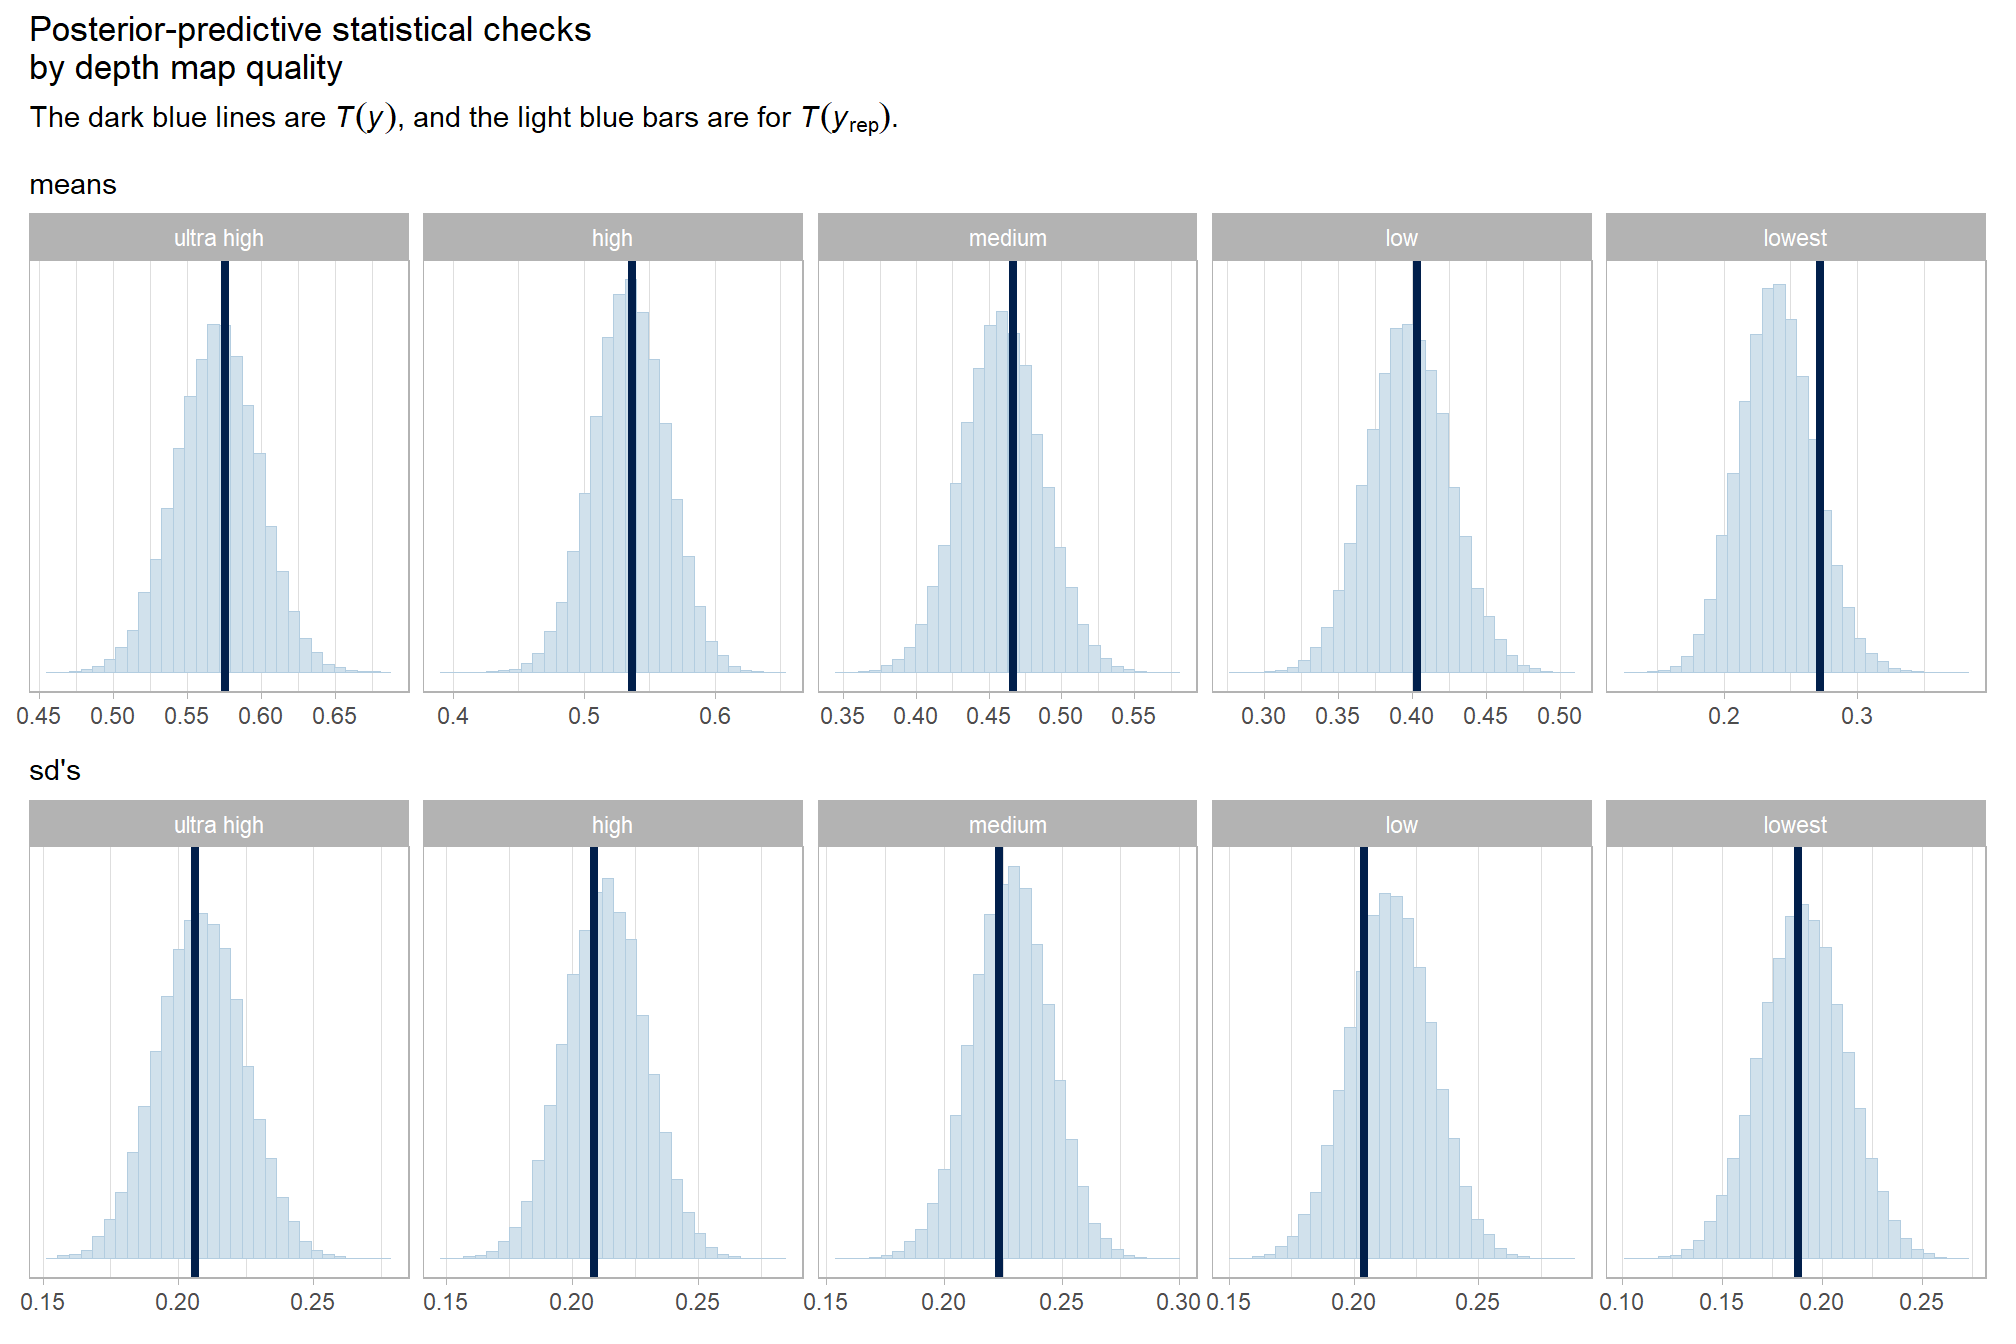 Posterior-predictive statistical checks
by depth map quality
The dark blue lines are T(y), and the light blue bars are for T(y_rep).
means
ultra high high medium low lowest
0.45 0.50 0.55 0.60 0.65 0.4 0.5 0.6 0.35 0.40 0.45 0.50 0.55 0.30 0.35 0.40 0.45 0.50 0.2 0.3
sd's
ultra high high medium low lowest
0.15 0.20 0.25 0.15 0.20 0.25 0.15 0.20 0.25 0.30 0.15 0.20 0.25 0.10 0.15 0.20 0.25